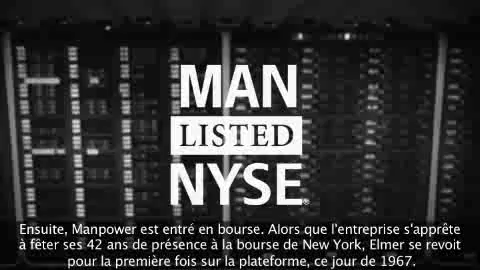 MAN
LISTED
NYSE®
Ensuite, Manpower est entré en bourse. Alors que l'entreprise s'apprête
à fêter ses 42 ans de présence à la bourse de New York, Elmer se revoit
pour la première fois sur la plateforme, ce jour de 1967.